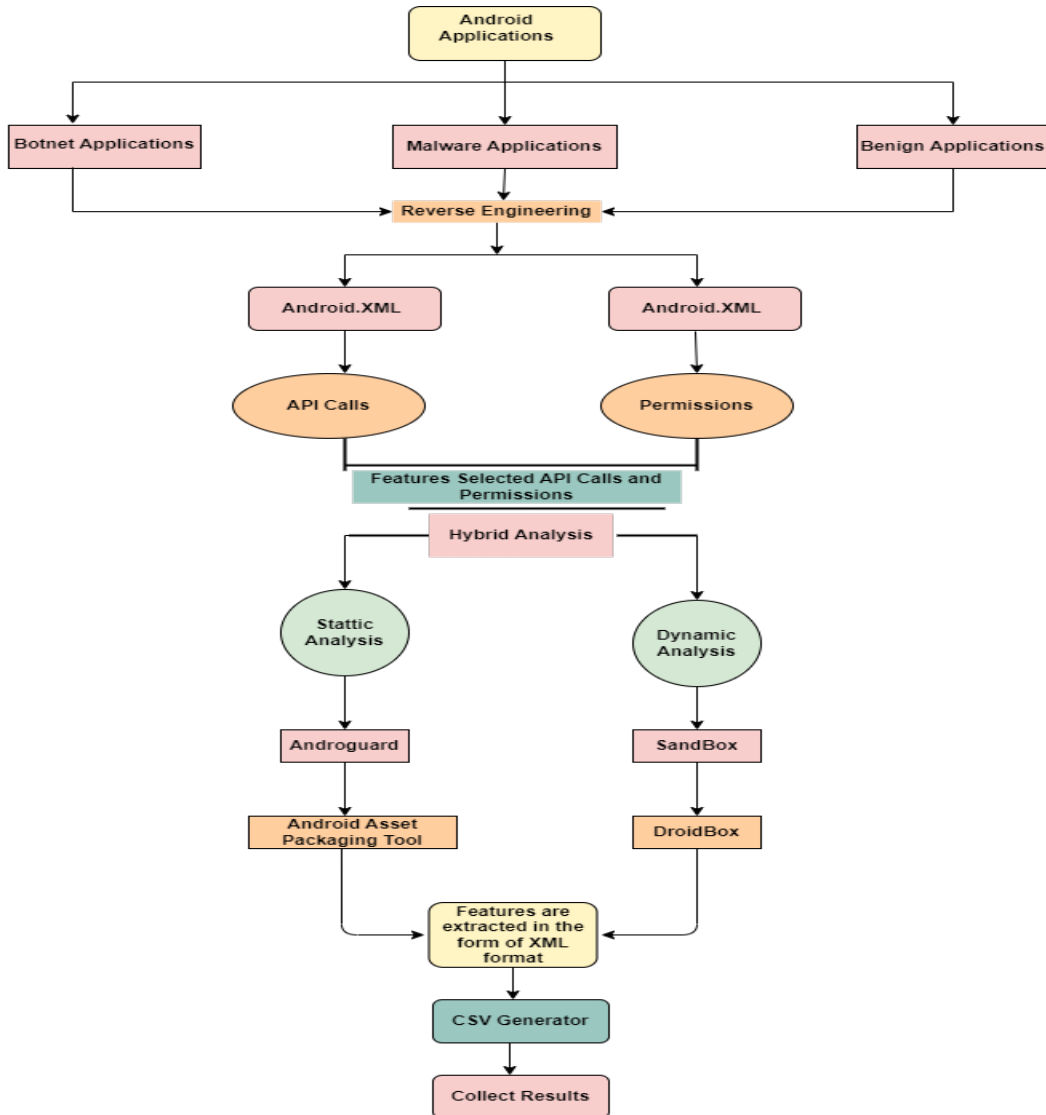 Android
Applications
Botnet Applications
Malware Applications
Benign Applications
Reverse Engineering
Android.XML
Android.XML
API Calls
Permissions
Features Selected API Calls and
Permissions
Hybrid Analysis
Stattic
Analysis
Dynamic
Analysis
Androguard
SandBox
Android Asset
Packaging Tool
DroidBox
Features are
extracted in the
form of XML
format
CSV Generator
Collect Results